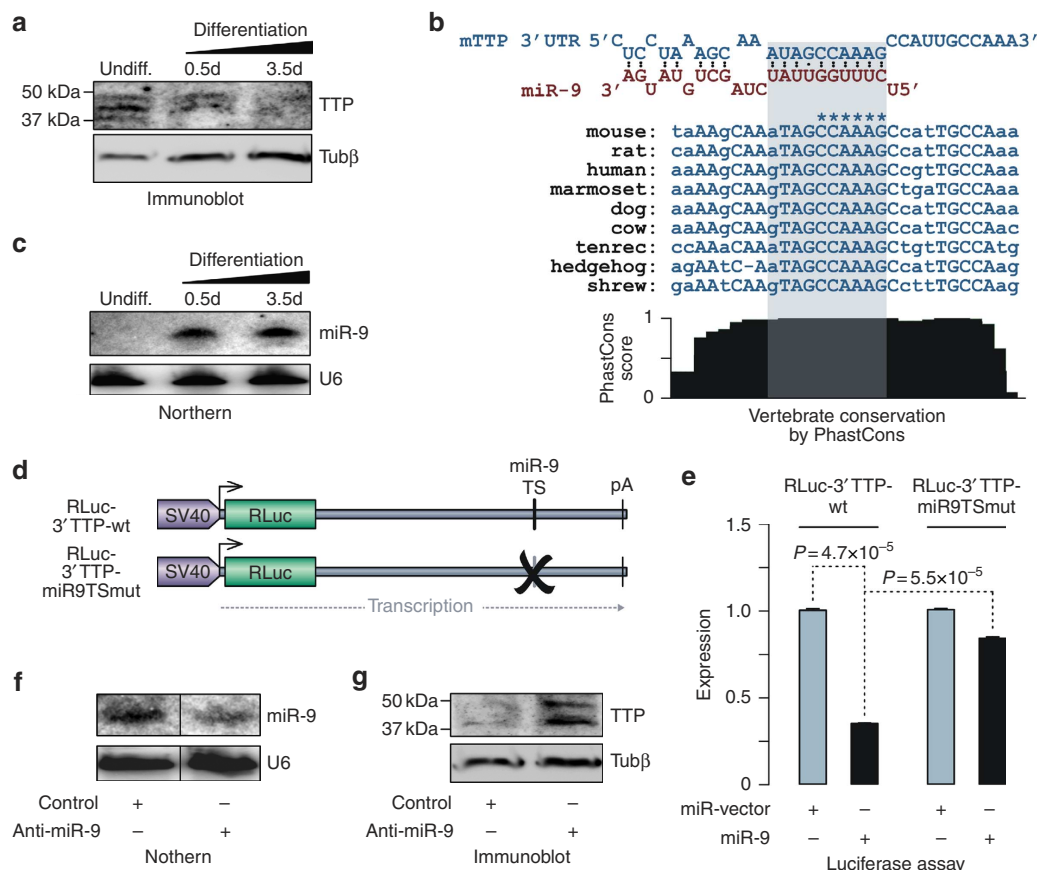 a
Differentiation
Undiff. 0.5d 3.5d
50 kDa
37 kDa
TTP
Tubβ
Immunoblot
b
C C A AA CCAUUGCCAAA3′
mTTP 3′UTR 5′ UC UA AGC AUAGCCAAAG
AG AU UCG UAUUGGUUUC
miR-9 3′ U G AUC U5′
******
mouse: taAAgCAAaTAGCCAAAGCcatTGCCAaa
rat: caAAgCAAaTAGCCAAAGCcgtTGCCAaa
human: aaAAgCAAgTAGCCAAAGCcgtTGCCAaa
marmoset: aaAAgCAAgTAGCCAAAGCtgaTGCCAaa
dog: aaAAgCAAgTAGCCAAAGCcatTGCCAaa
cow: aaAAgCAAgTAGCCAAAGCcatTGCCAac
tenrec: ccAAaCAAaTAGCCAAAGCtgtTGCCAtg
hedgehog: agAAtC-AaTAGCCAAAGCcatTGCCAag
shrew: gaAAtCAAgTAGCCAAAGCcttTGCCAag
PhastCons score
1
0
Vertebrate conservation
by PhastCons
c
Differentiation
Undiff. 0.5d 3.5d
miR-9
U6
Northern
d
miR-9
TS
pA
RLuc-
3′TTP-wt
SV40 RLuc
RLuc-
3′TTP-
miR9TSmut
SV40 RLuc
Transcription
e
RLuc-3′TTP-
wt
RLuc-3′TTP-
miR9TSmut
P=4.7×10⁻⁵
P=5.5×10⁻⁵
Expression
1.5
1.0
0.5
0
miR-vector + – + –
miR-9 – + – +
Luciferase assay
f
miR-9
U6
Control + –
Anti-miR-9 – +
Nothern
g
50 kDa
37 kDa
TTP
Tubβ
Control + –
Anti-miR-9 – +
Immunoblot